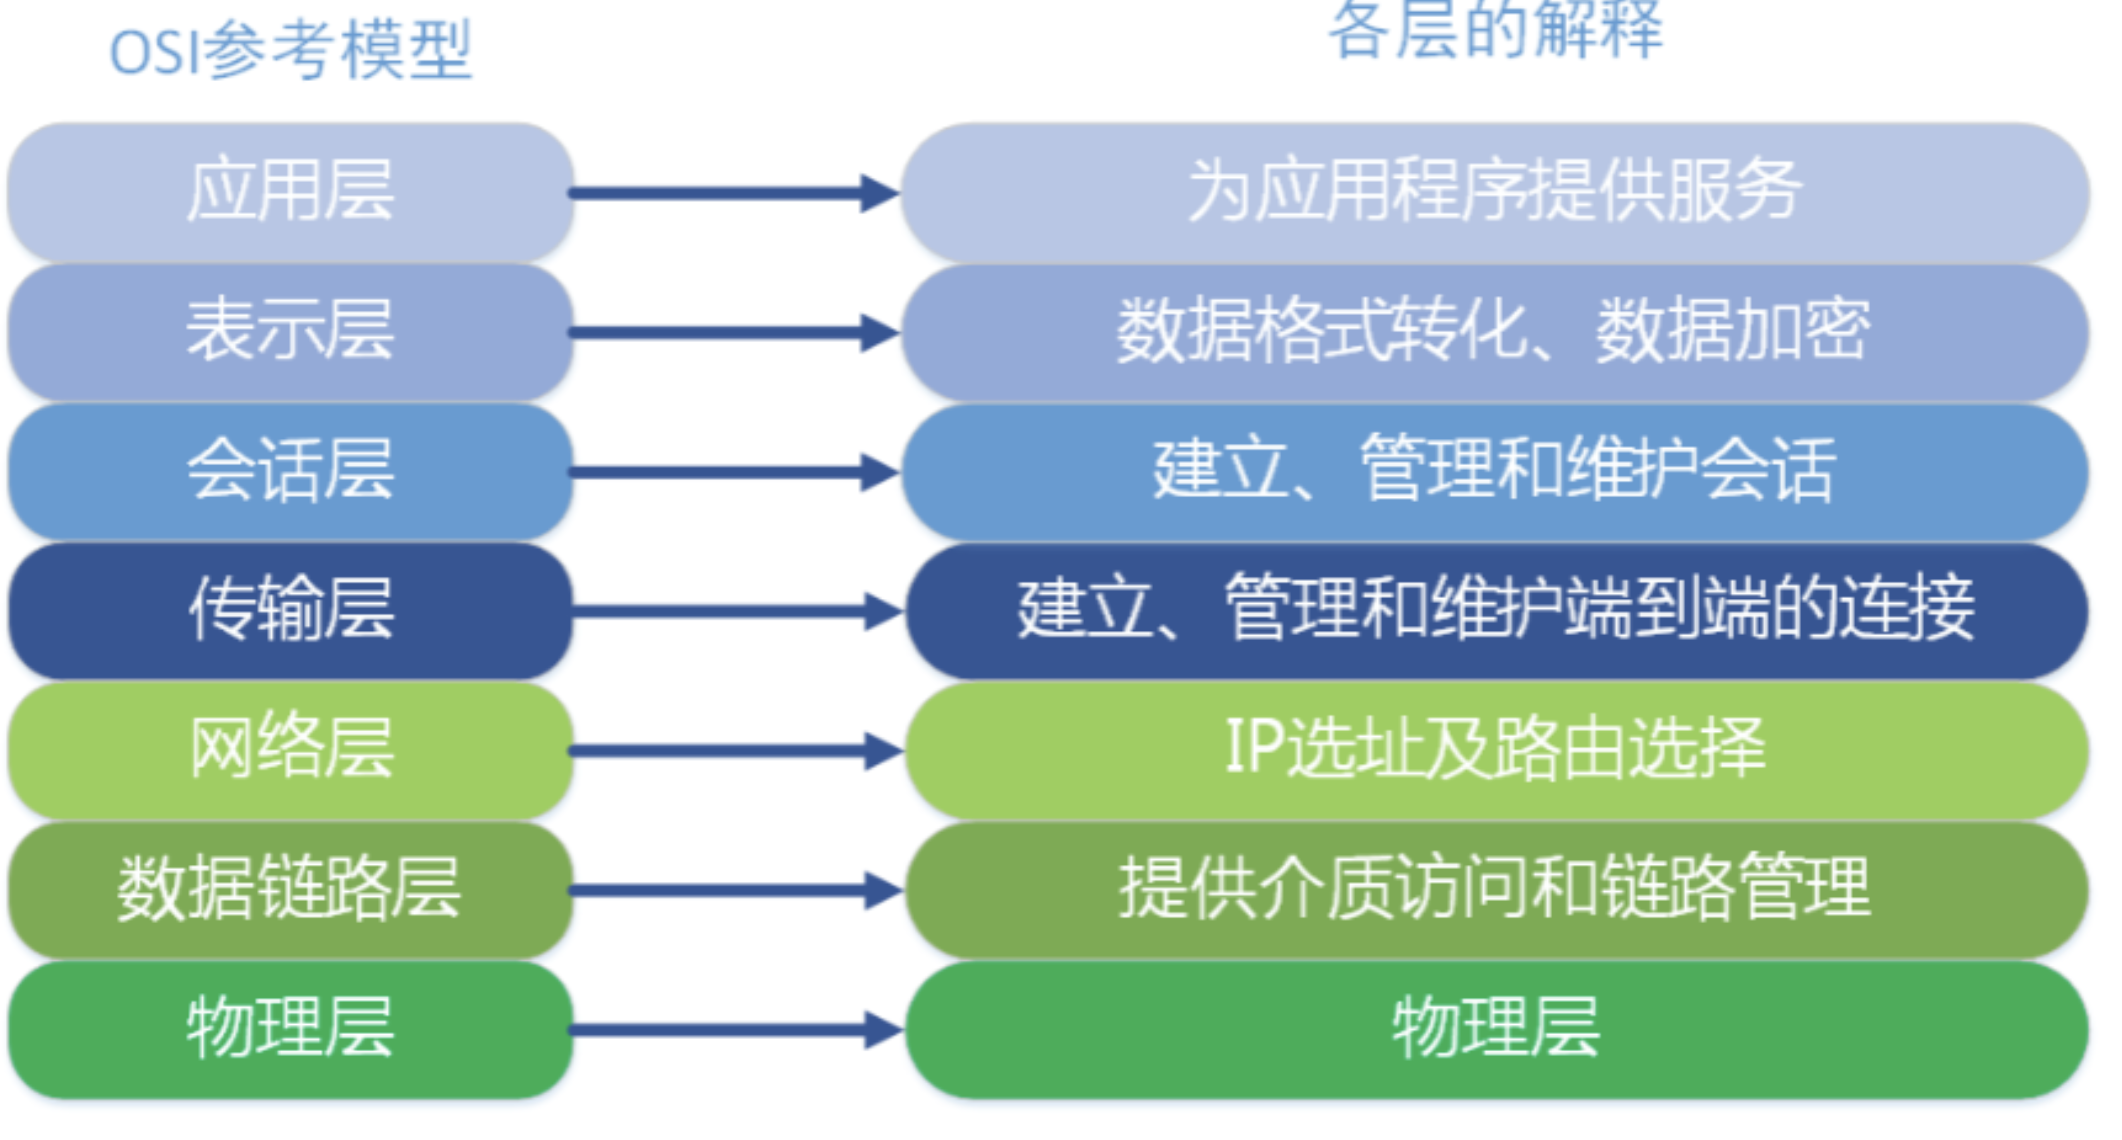 OSI参考模型
各层的解释
应用层
为应用程序提供服务
表示层
数据格式转化、数据加密
会话层
建立、管理和维护会话
传输层
建立、管理和维护端到端的连接
网络层
IP选址及路由选择
数据链路层
提供介质访问和链路管理
物理层
物理层